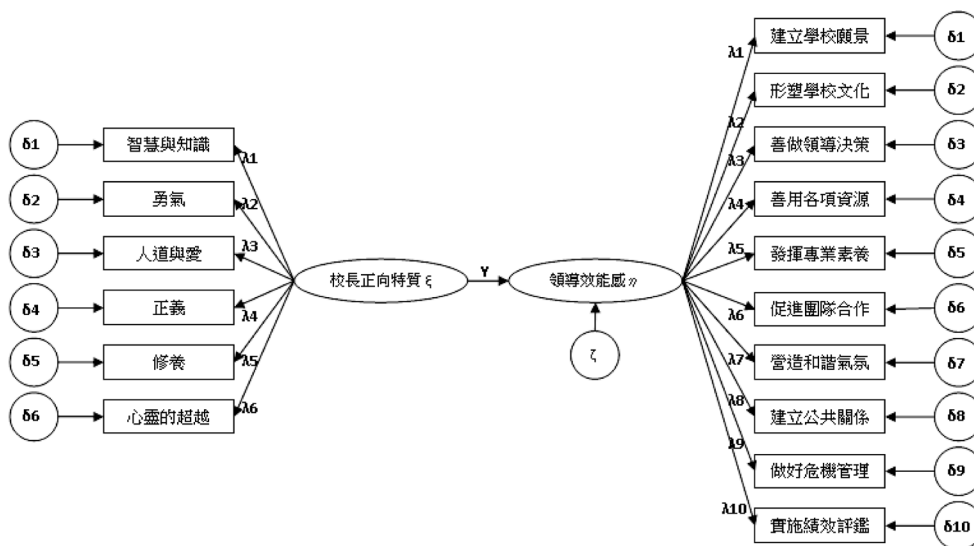 δ1
智慧與知識
λ1
δ2
勇氣
λ2
δ3
人道與愛
λ3
δ4
正義
λ4
δ5
修養
λ5
δ6
心靈的超越
λ6
校長正向特質 ξ
γ
領導效能感 η
ζ
λ1
建立學校願景
δ1
λ2
形塑學校文化
δ2
λ3
善做領導決策
δ3
λ4
善用各項資源
δ4
λ5
發揮專業素養
δ5
λ6
促進團隊合作
δ6
λ7
營造和諧氣氛
δ7
λ8
建立公共關係
δ8
λ9
做好危機管理
δ9
λ10
實施績效評鑑
δ10